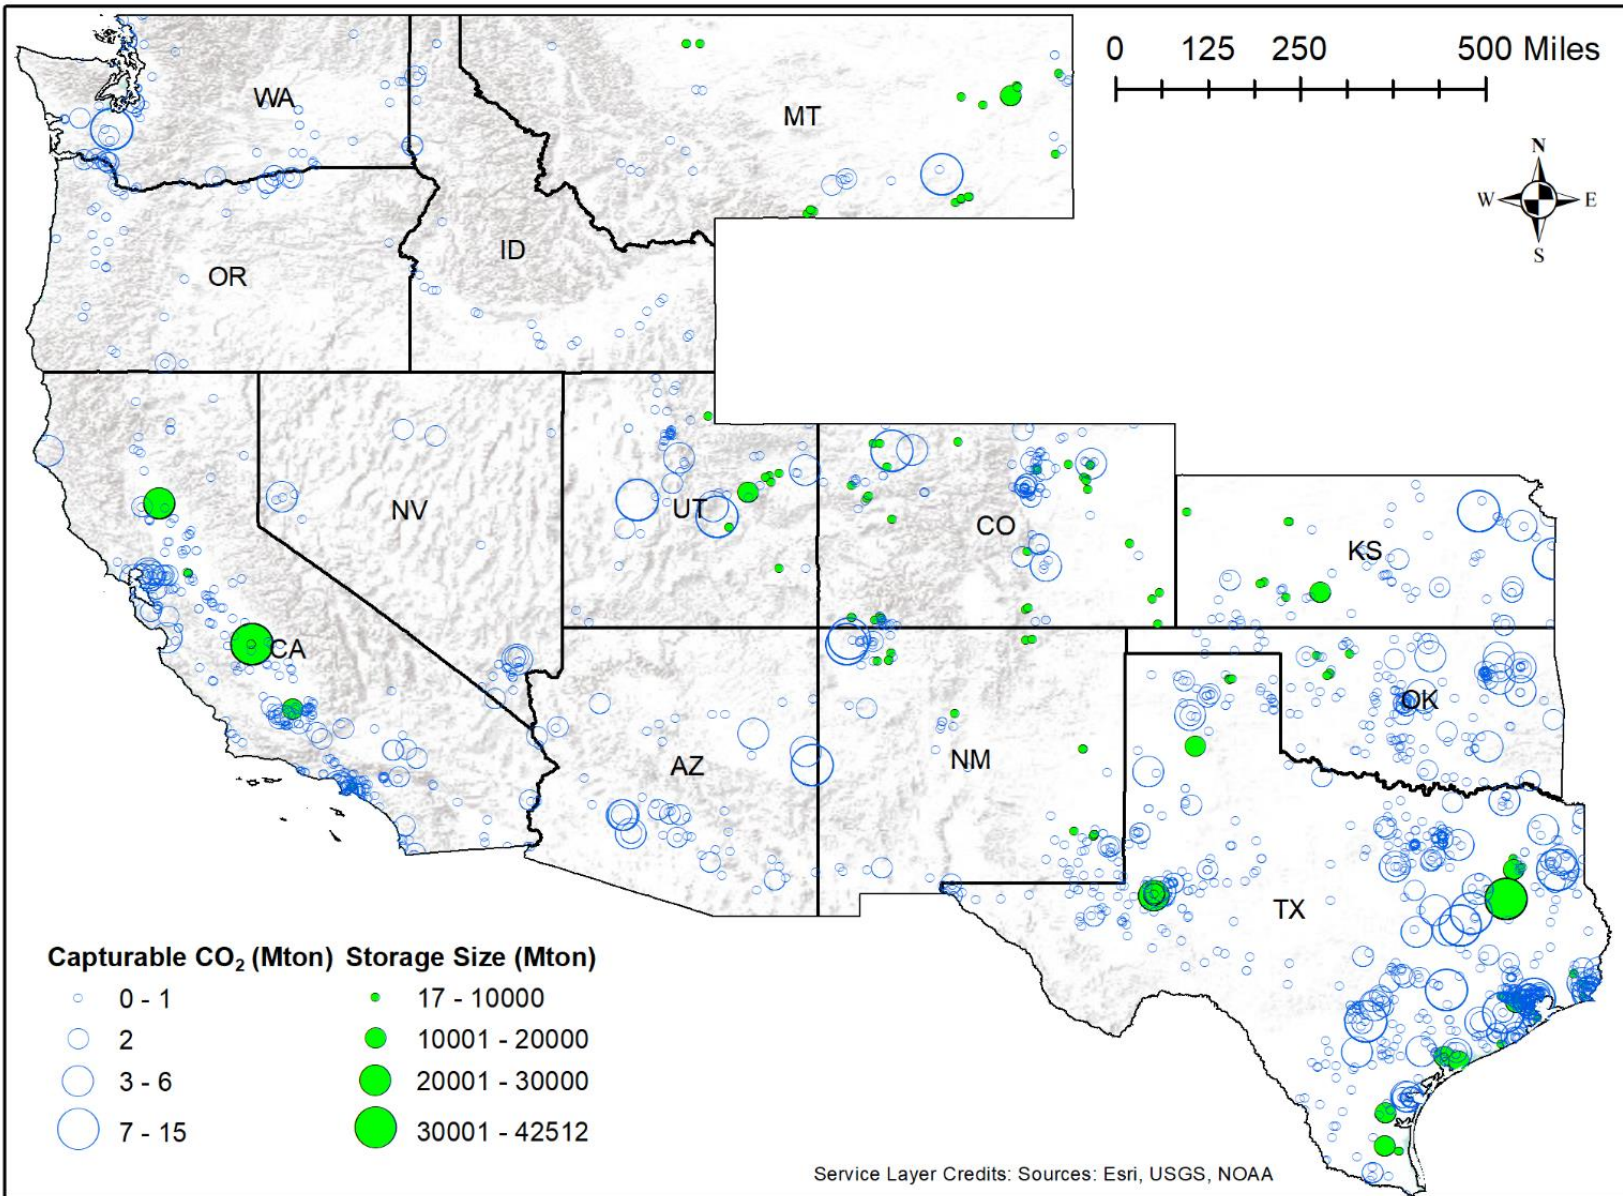 0 125 250 500 Miles
WA
MT
N
W E
S
ID
OR
NV
UT
CO
KS
CA
OK
AZ
NM
TX
Capturable CO₂ (Mton) Storage Size (Mton)
0 - 1 17 - 10000
2 10001 - 20000
3 - 6 20001 - 30000
7 - 15 30001 - 42512
Service Layer Credits: Sources: Esri, USGS, NOAA